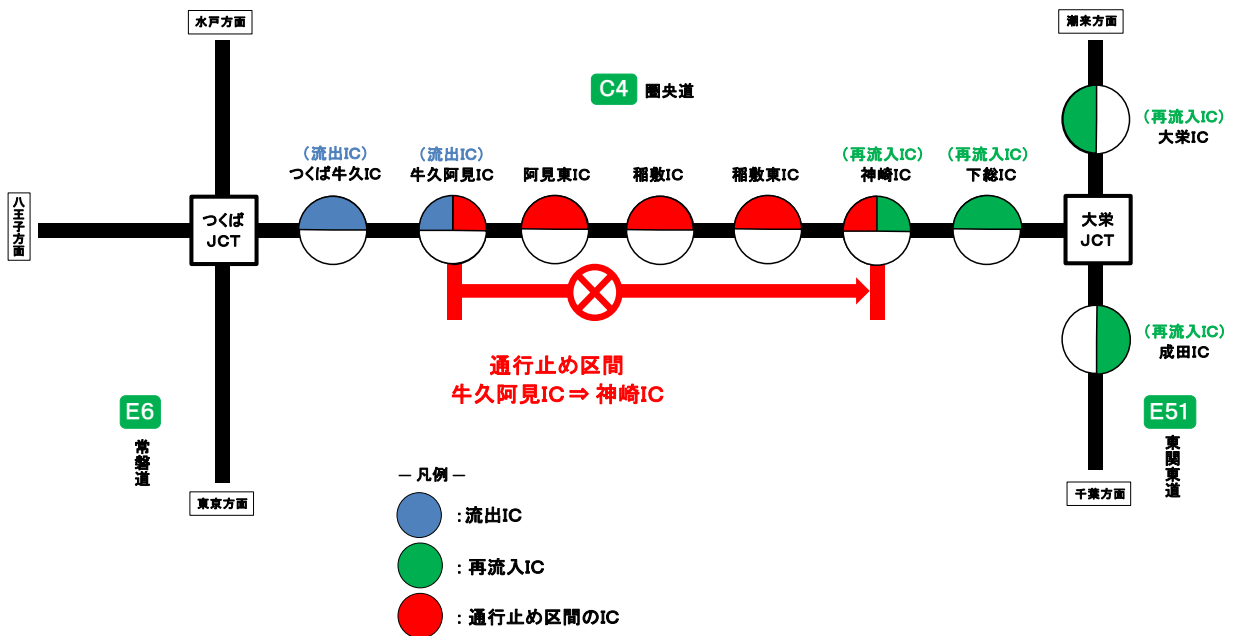 水戸方面
潮来方面
C4 圏央道
(再流入IC)
大栄IC
(流出IC)
つくば牛久IC
(流出IC)
牛久阿見IC
阿見東IC
稲敷IC
稲敷東IC
(再流入IC)
神崎IC
(再流入IC)
下総IC
八王子方面
つくば
JCT
大栄
JCT
(再流入IC)
成田IC
通行止め区間
牛久阿見IC⇒神崎IC
E6
常磐道
E51
東関東道
東京方面
千葉方面
― 凡例 ―
：流出IC
：再流入IC
：通行止め区間のIC